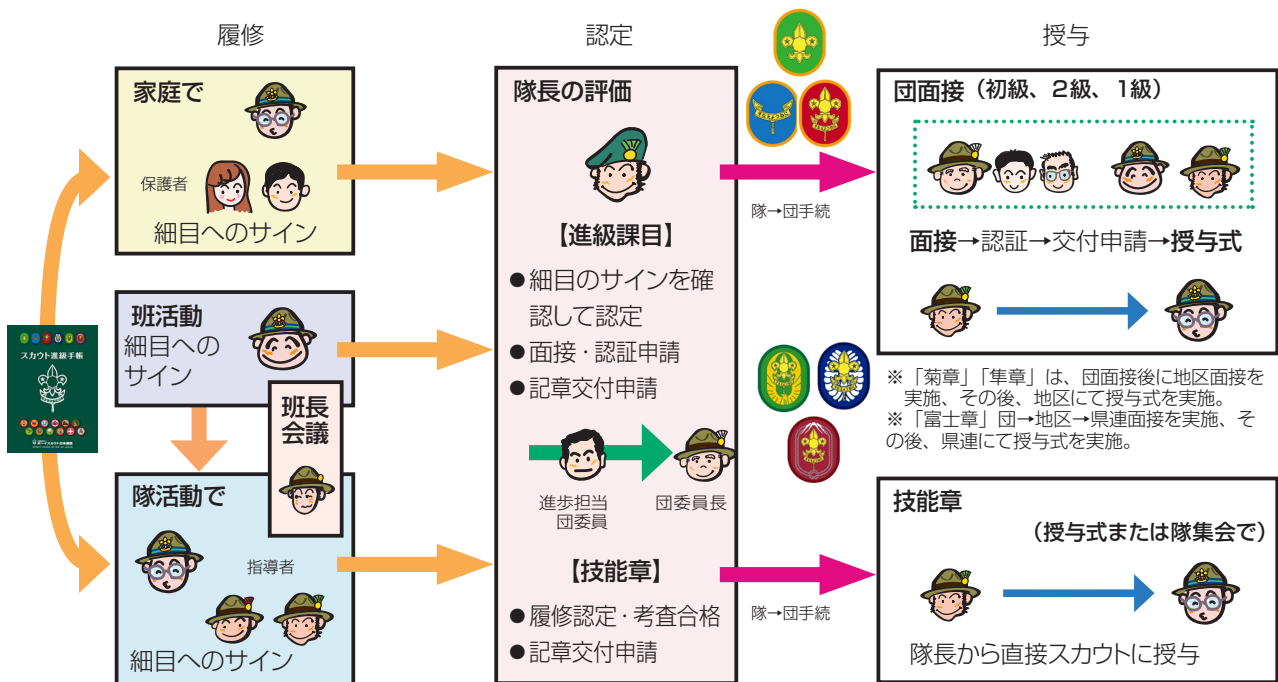 履修
認定
授与
家庭で
保護者
細目へのサイン
スカウト進級手帳
班活動
細目への
サイン
班長
会議
隊活動で
指導者
細目へのサイン
隊長の評価
【進級課目】
●細目のサインを確
認して認定
●面接・認証申請
●記章交付申請
進歩担当
団委員
団委員長
【技能章】
●履修認定・考査合格
●記章交付申請
隊→団手続
隊→団手続
団面接（初級、2級、1級）
面接→認証→交付申請→授与式
※「菊章」「隼章」は、団面接後に地区面接を
実施、その後、地区にて授与式を実施。
※「富士章」団→地区→県連面接を実施、そ
の後、県連にて授与式を実施。
技能章
（授与式または隊集会で）
隊長から直接スカウトに授与